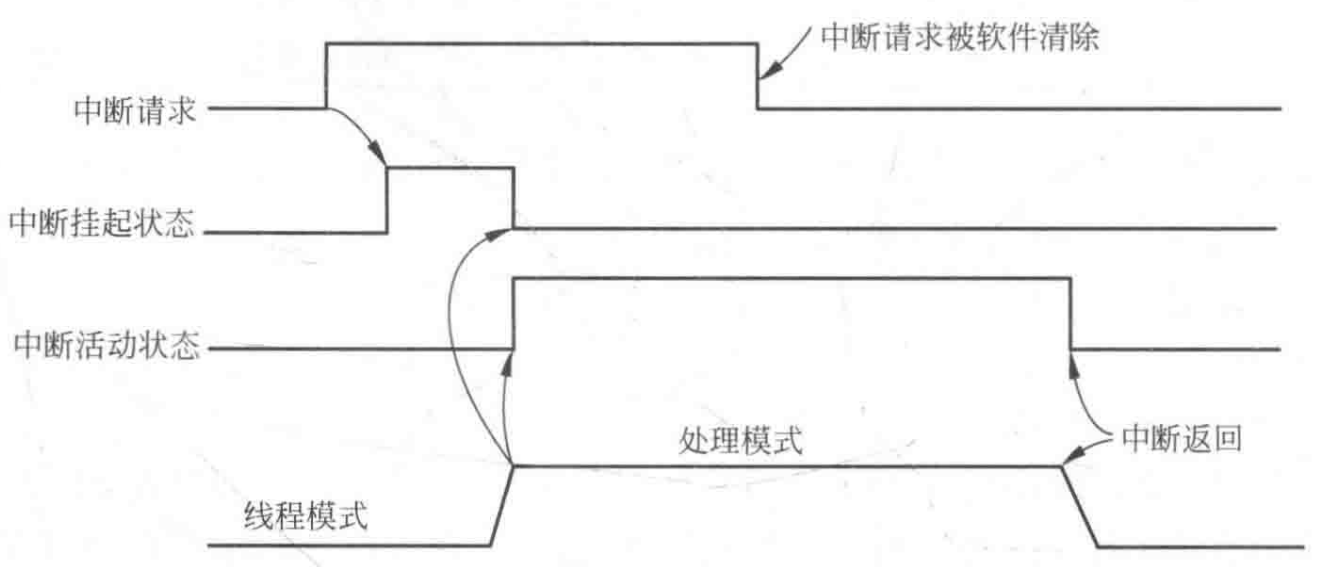 中断请求被软件清除
中断请求
中断挂起状态
中断活动状态
处理模式
中断返回
线程模式